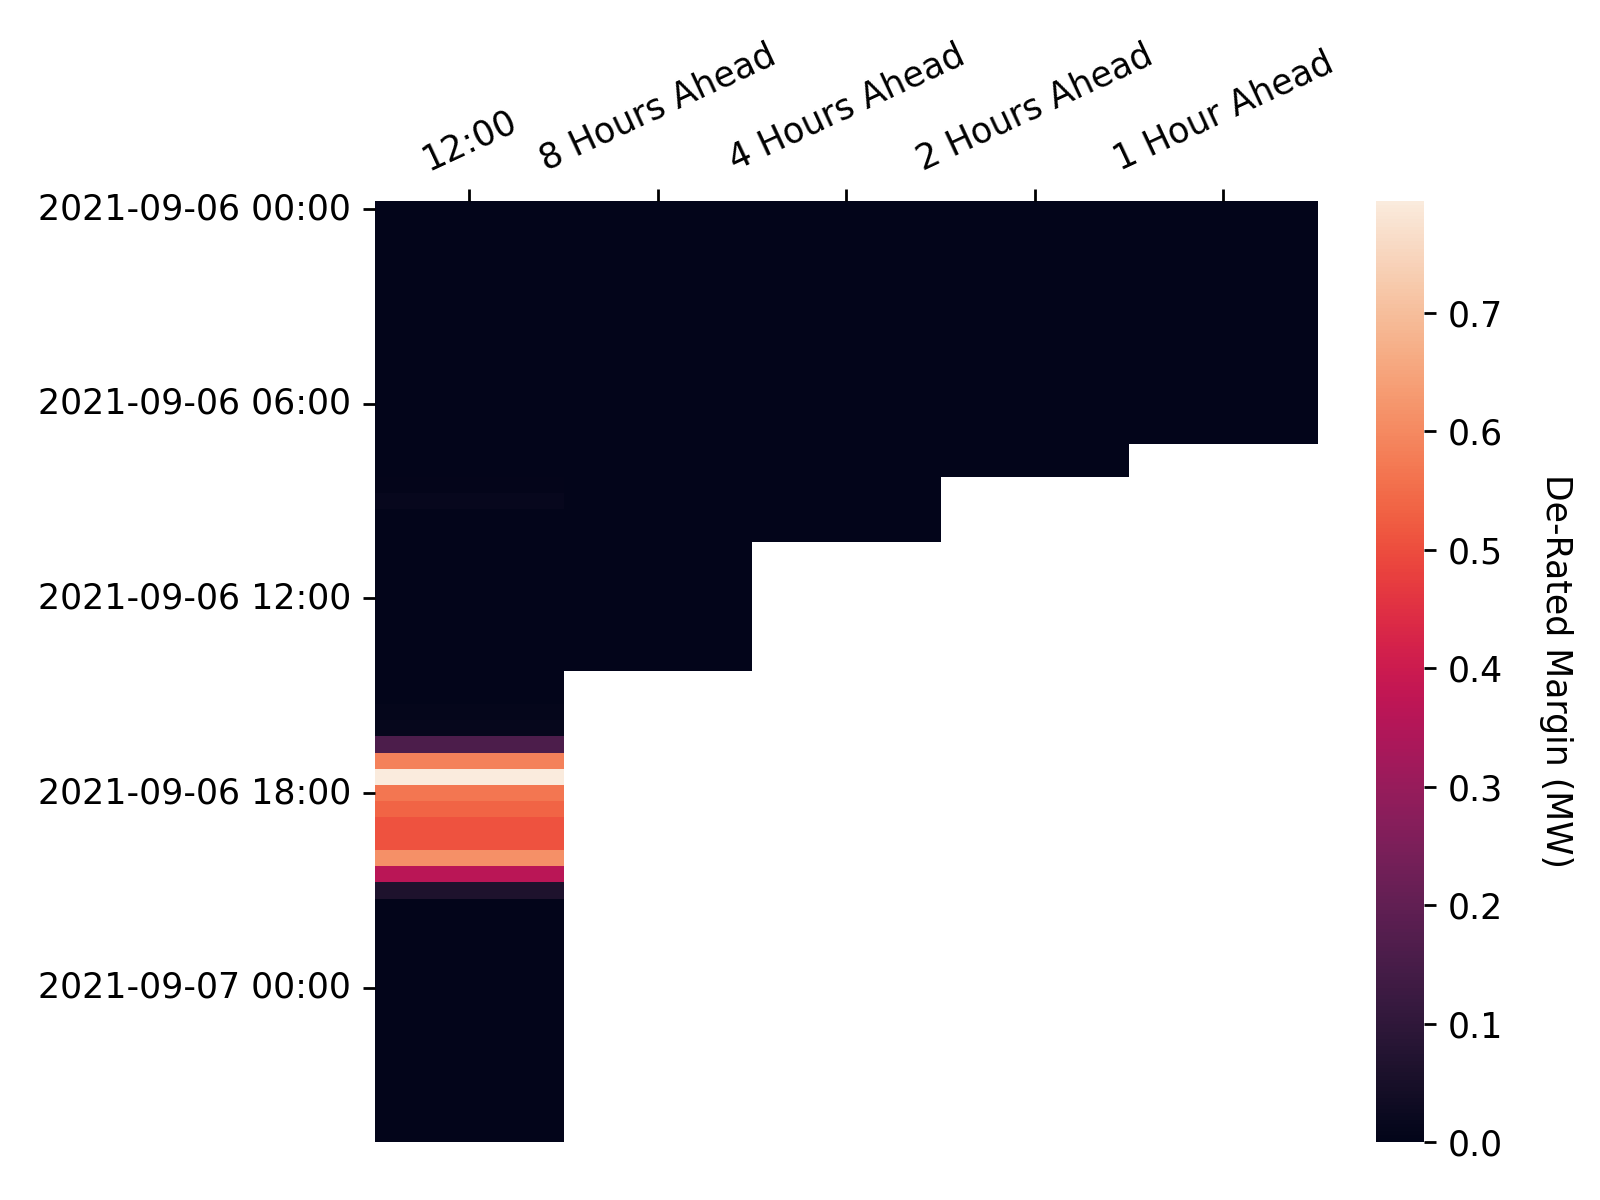 12:00
8 Hours Ahead
4 Hours Ahead
2 Hours Ahead
1 Hour Ahead
2021-09-06 00:00
2021-09-06 06:00
2021-09-06 12:00
2021-09-06 18:00
2021-09-07 00:00
0.7
0.6
0.5
0.4
0.3
0.2
0.1
0.0
De-Rated Margin (MW)